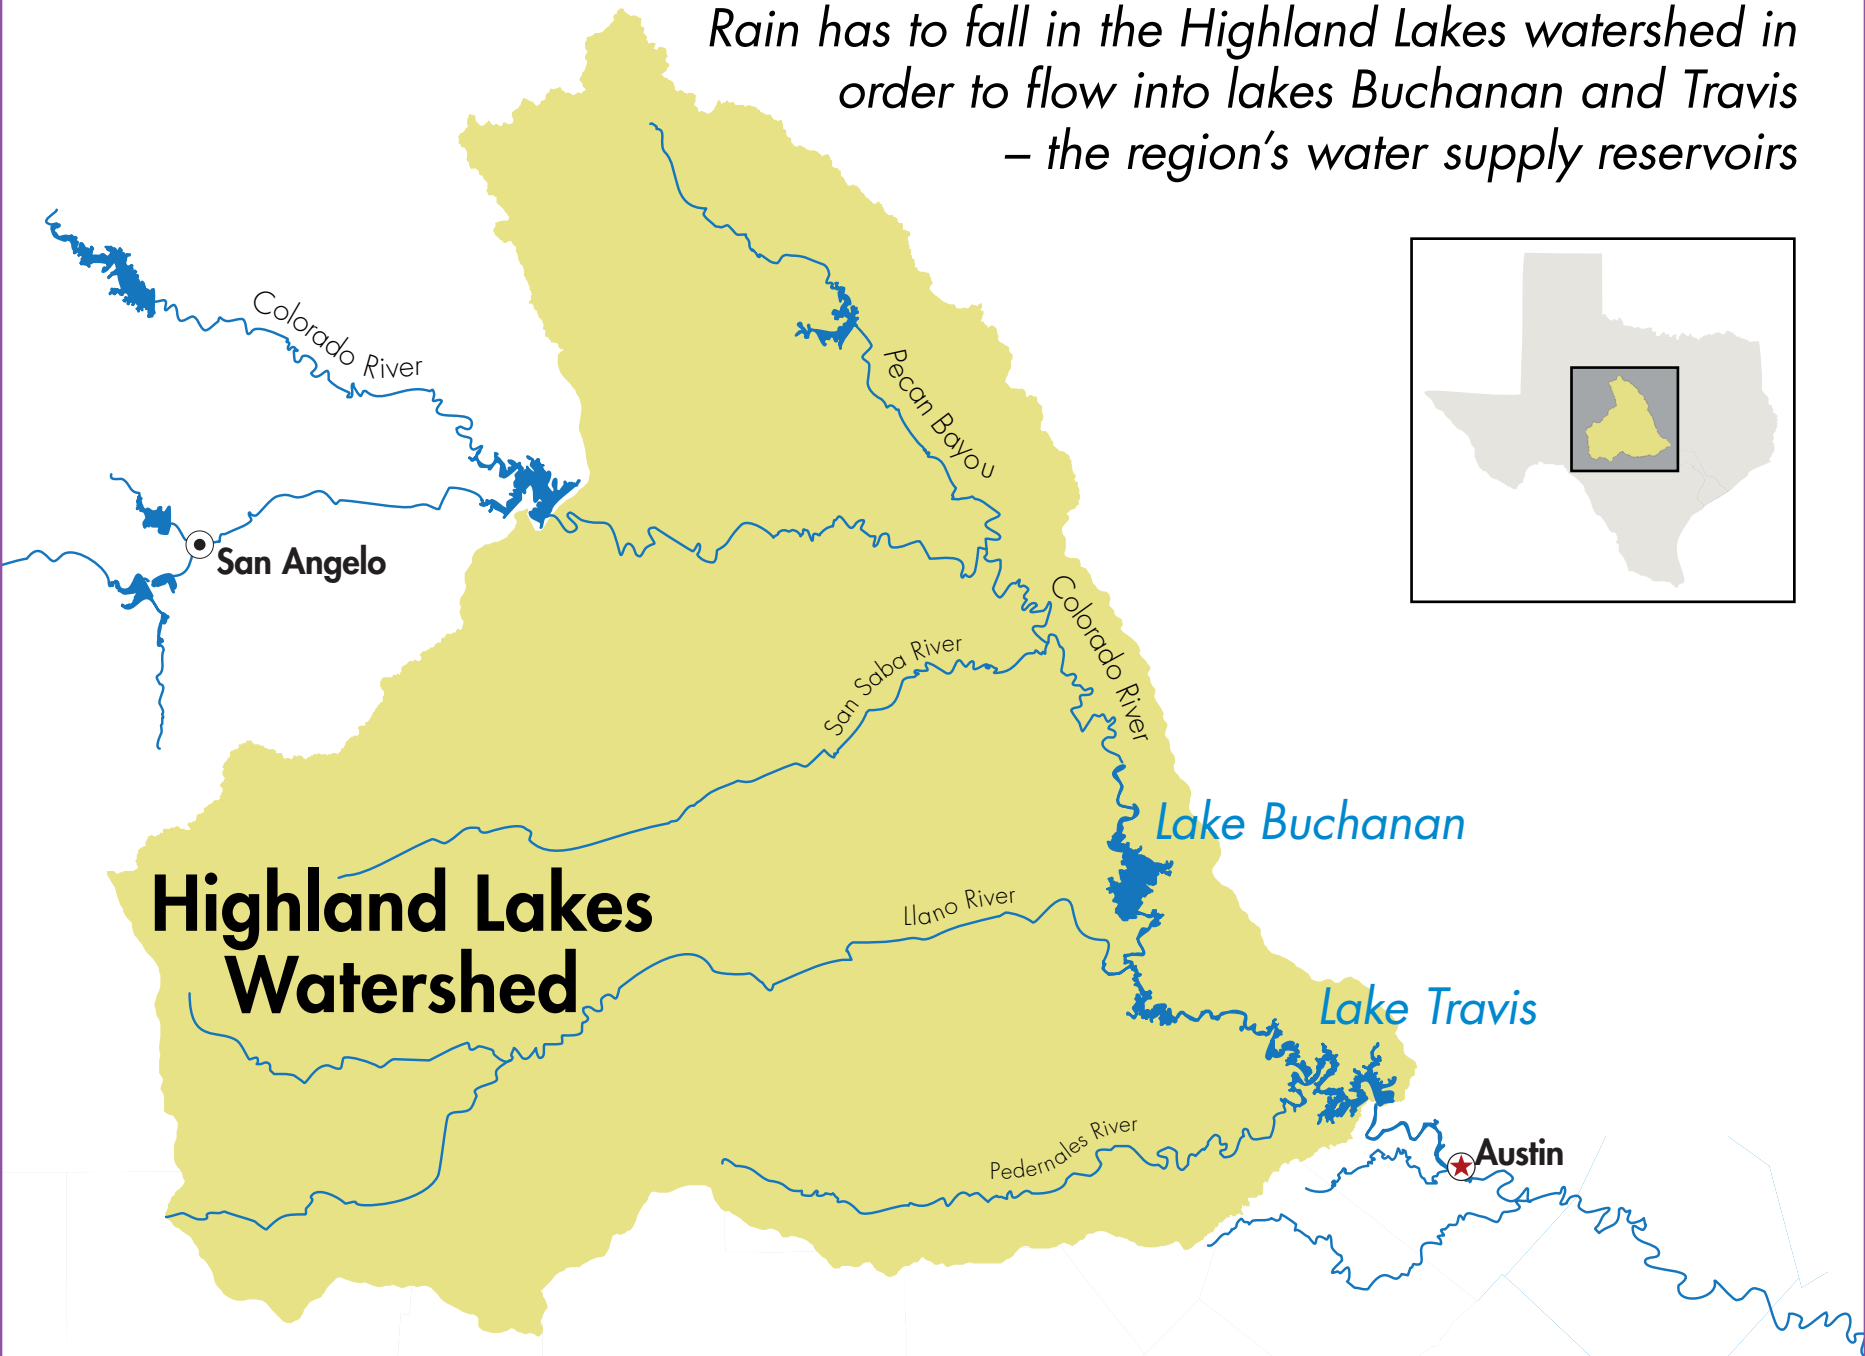 Rain has to fall in the Highland Lakes watershed in
order to flow into lakes Buchanan and Travis
– the region’s water supply reservoirs
Colorado River
Pecan Bayou
San Angelo
Colorado River
San Saba River
Lake Buchanan
Highland Lakes
Watershed
Llano River
Lake Travis
Pedernales River
Austin